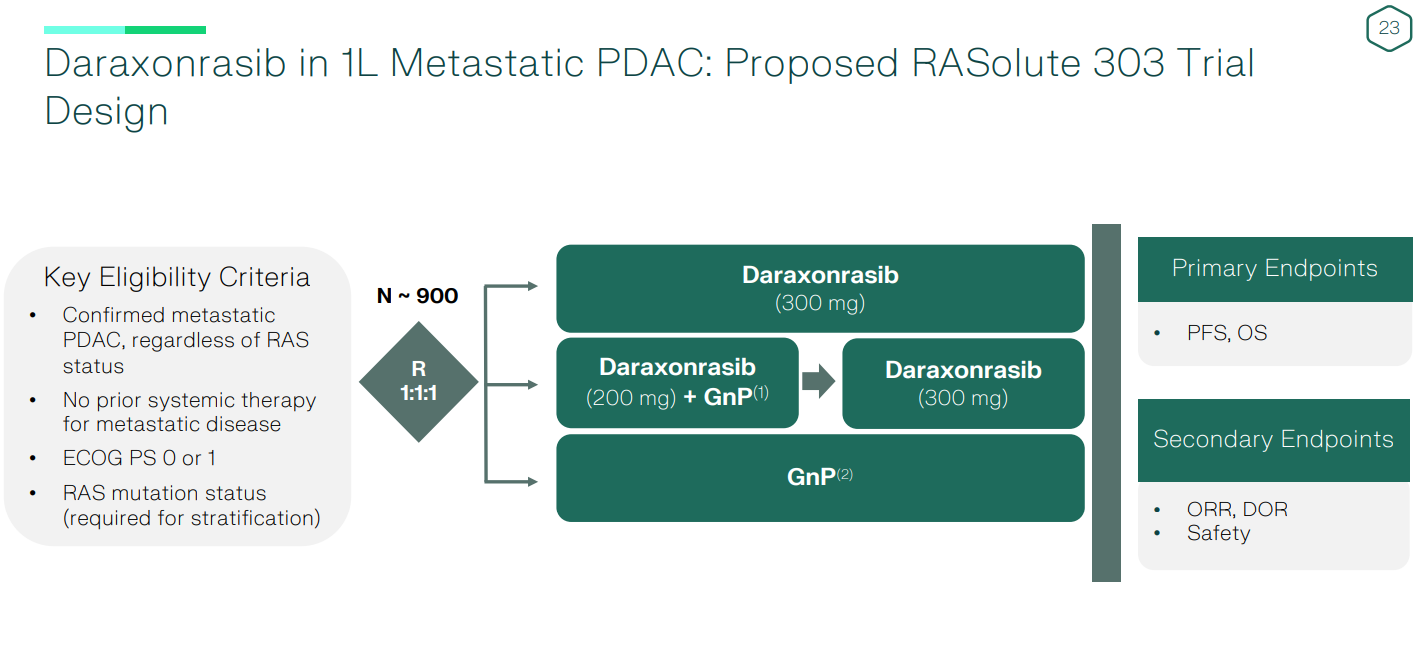 23
Daraxonrasib in 1L Metastatic PDAC: Proposed RASolute 303 Trial
Design
Key Eligibility Criteria
• Confirmed metastatic
PDAC, regardless of RAS
status
• No prior systemic therapy
for metastatic disease
• ECOG PS 0 or 1
• RAS mutation status
(required for stratification)
N ~ 900
R
1:1:1
Daraxonrasib
(300 mg)
Daraxonrasib
(200 mg) + GnP(1)
Daraxonrasib
(300 mg)
GnP(2)
Primary Endpoints
• PFS, OS
Secondary Endpoints
• ORR, DOR
• Safety